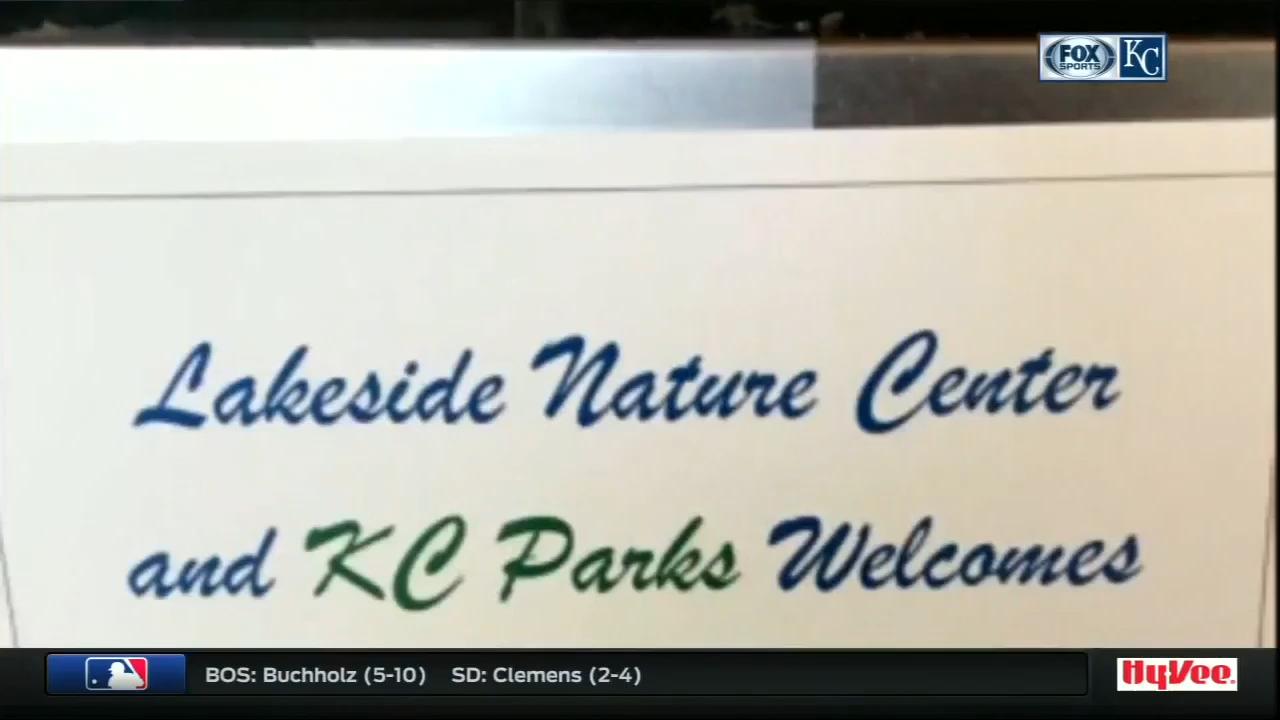 FOX
SPORTS
KC
Lakeside Nature Center
and KC Parks Welcomes
BOS: Buchholz (5-10) SD: Clemens (2-4)
HyVee